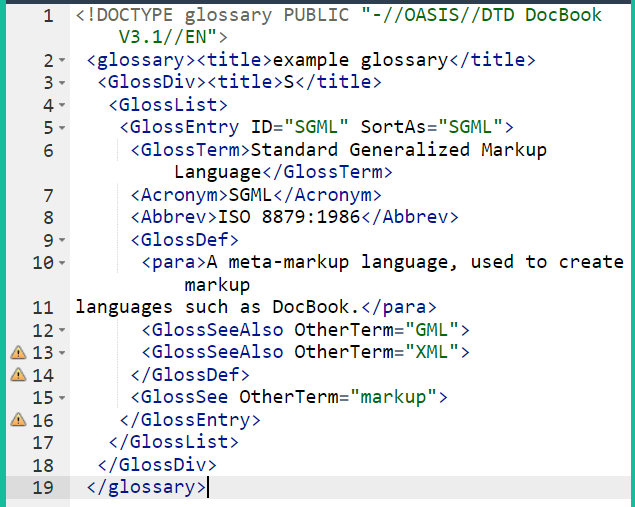 1 <!DOCTYPE glossary PUBLIC "-//OASIS//DTD DocBook
V3.1//EN">
2 <glossary><title>example glossary</title>
3 <GlossDiv><title>S</title>
4 <GlossList>
5 <GlossEntry ID="SGML" SortAs="SGML">
6 <GlossTerm>Standard Generalized Markup
Language</GlossTerm>
7 <Acronym>SGML</Acronym>
8 <Abbrev>ISO 8879:1986</Abbrev>
9 <GlossDef>
10 <para>A meta-markup language, used to create
markup
11 languages such as DocBook.</para>
12 <GlossSeeAlso OtherTerm="GML">
13 <GlossSeeAlso OtherTerm="XML">
14 </GlossDef>
15 <GlossSee OtherTerm="markup">
16 </GlossEntry>
17 </GlossList>
18 </GlossDiv>
19 </glossary>